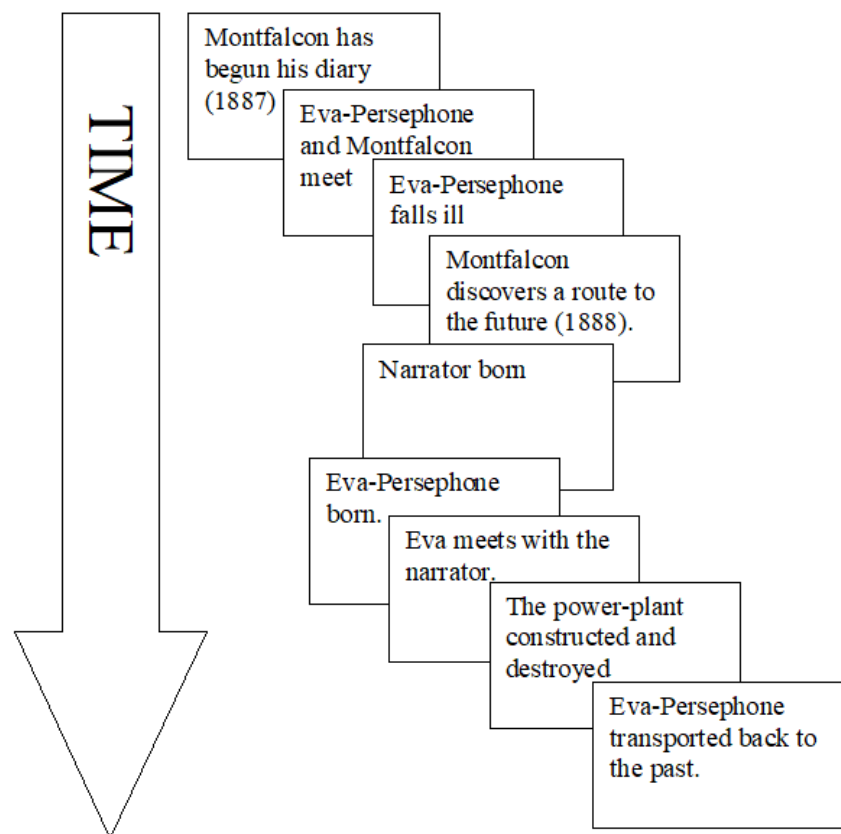 TIME
Montfalcon has
begun his diary
(1887)
Eva-Persephone
and Montfalcon
meet
Eva-Persephone
falls ill
Montfalcon
discovers a route to
the future (1888).
Narrator born
Eva-Persephone
born.
Eva meets with the
narrator.
The power-plant
constructed and
destroyed
Eva-Persephone
transported back to
the past.